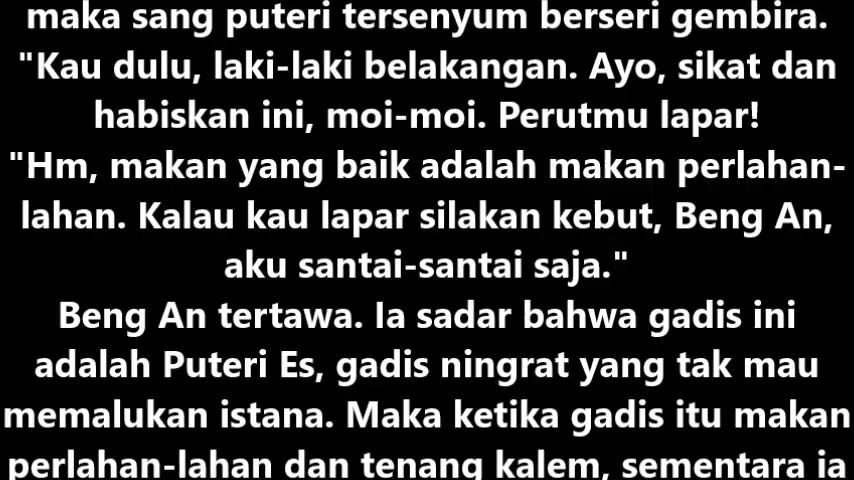 maka sang puteri tersenyum berseri gembira.
"Kau dulu, laki-laki belakangan. Ayo, sikat dan
habiskan ini, moi-moi. Perutmu lapar!
"Hm, makan yang baik adalah makan perlahan-
lahan. Kalau kau lapar silakan kebut, Beng An,
aku santai-santai saja."
Beng An tertawa. Ia sadar bahwa gadis ini
adalah Puteri Es, gadis ningrat yang tak mau
memalukan istana. Maka ketika gadis itu makan
perlahan-lahan dan tenang kalem, sementara ia